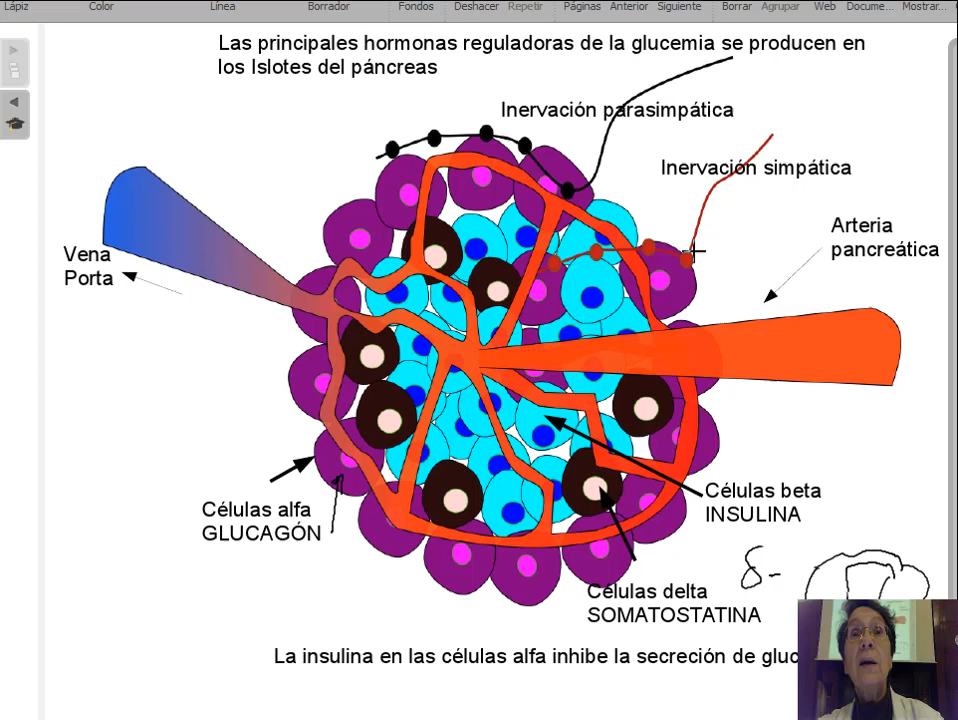 Lápiz Color Línea Borrador Fondos Deshacer Repetir Páginas Anterior Siguiente Borrar Agrupar Web Docume... Mostrar...
Las principales hormonas reguladoras de la glucemia se producen en
los Islotes del páncreas
Inervación parasimpática
Inervación simpática
Arteria
pancreática
Vena
Porta
Células alfa
GLUCAGÓN
Células beta
INSULINA
Células delta
SOMATOSTATINA
La insulina en las células alfa inhibe la secreción de gluc